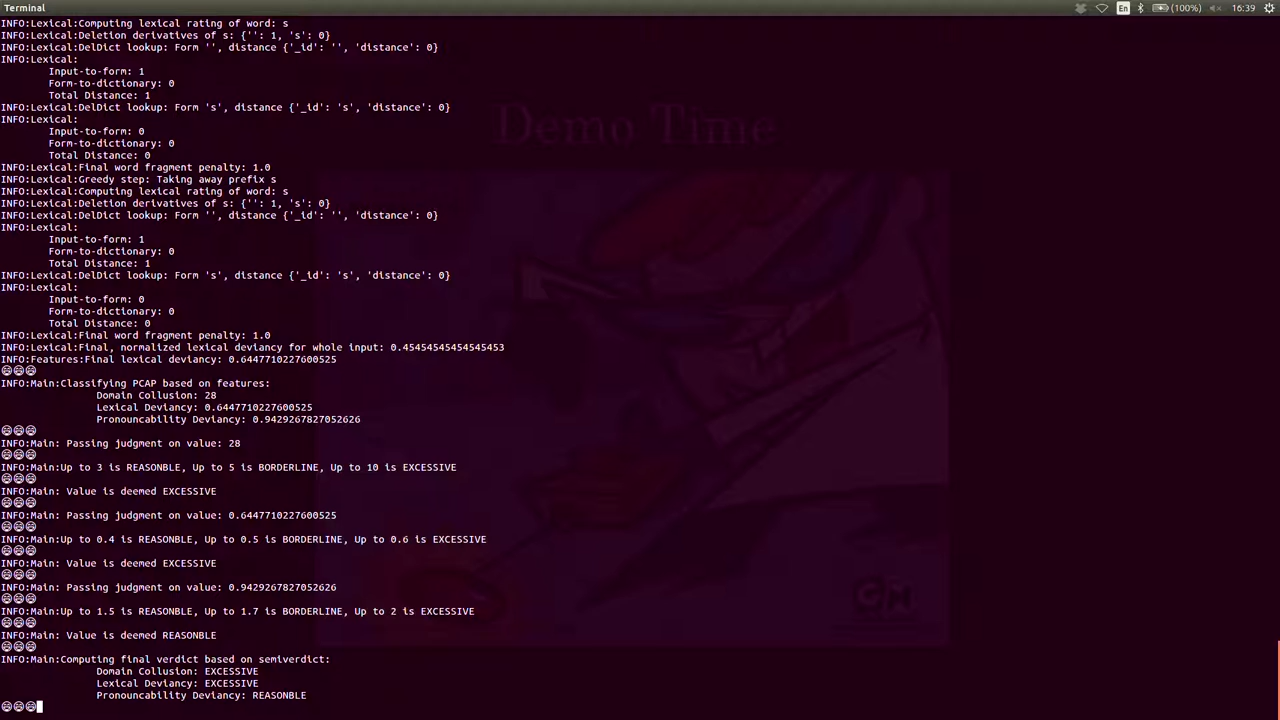 Terminal
En
(100%)
16:39
INFO:Lexical:Computing lexical rating of word: s
INFO:Lexical:Deletion derivatives of s: {'': 1, 's': 0}
INFO:Lexical:DelDict lookup: Form '', distance {'_id': '', 'distance': 0}
INFO:Lexical:
Input-to-form: 1
Form-to-dictionary: 0
Total Distance: 1
INFO:Lexical:DelDict lookup: Form 's', distance {'_id': 's', 'distance': 0}
INFO:Lexical:
Input-to-form: 0
Form-to-dictionary: 0
Total Distance: 0
INFO:Lexical:Final word fragment penalty: 1.0
INFO:Lexical:Greedy step: Taking away prefix s
INFO:Lexical:Computing lexical rating of word: s
INFO:Lexical:Deletion derivatives of s: {'': 1, 's': 0}
INFO:Lexical:DelDict lookup: Form '', distance {'_id': '', 'distance': 0}
INFO:Lexical:
Input-to-form: 1
Form-to-dictionary: 0
Total Distance: 1
INFO:Lexical:DelDict lookup: Form 's', distance {'_id': 's', 'distance': 0}
INFO:Lexical:
Input-to-form: 0
Form-to-dictionary: 0
Total Distance: 0
INFO:Lexical:Final word fragment penalty: 1.0
INFO:Lexical:Final, normalized lexical deviancy for whole input: 0.45454545454545453
INFO:Features:Final lexical deviancy: 0.6447710227600525
INFO:Main:Classifying PCAP based on features:
Domain Collusion: 28
Lexical Deviancy: 0.6447710227600525
Pronouncability Deviancy: 0.9429267827052626
INFO:Main: Passing judgment on value: 28
INFO:Main:Up to 3 is REASONBLE, Up to 5 is BORDERLINE, Up to 10 is EXCESSIVE
INFO:Main: Value is deemed EXCESSIVE
INFO:Main: Passing judgment on value: 0.6447710227600525
INFO:Main:Up to 0.4 is REASONBLE, Up to 0.5 is BORDERLINE, Up to 0.6 is EXCESSIVE
INFO:Main: Value is deemed EXCESSIVE
INFO:Main: Passing judgment on value: 0.9429267827052626
INFO:Main:Up to 1.5 is REASONBLE, Up to 1.7 is BORDERLINE, Up to 2 is EXCESSIVE
INFO:Main: Value is deemed REASONBLE
INFO:Main:Computing final verdict based on semiverdict:
Domain Collusion: EXCESSIVE
Lexical Deviancy: EXCESSIVE
Pronouncability Deviancy: REASONBLE
Demo Time
CN